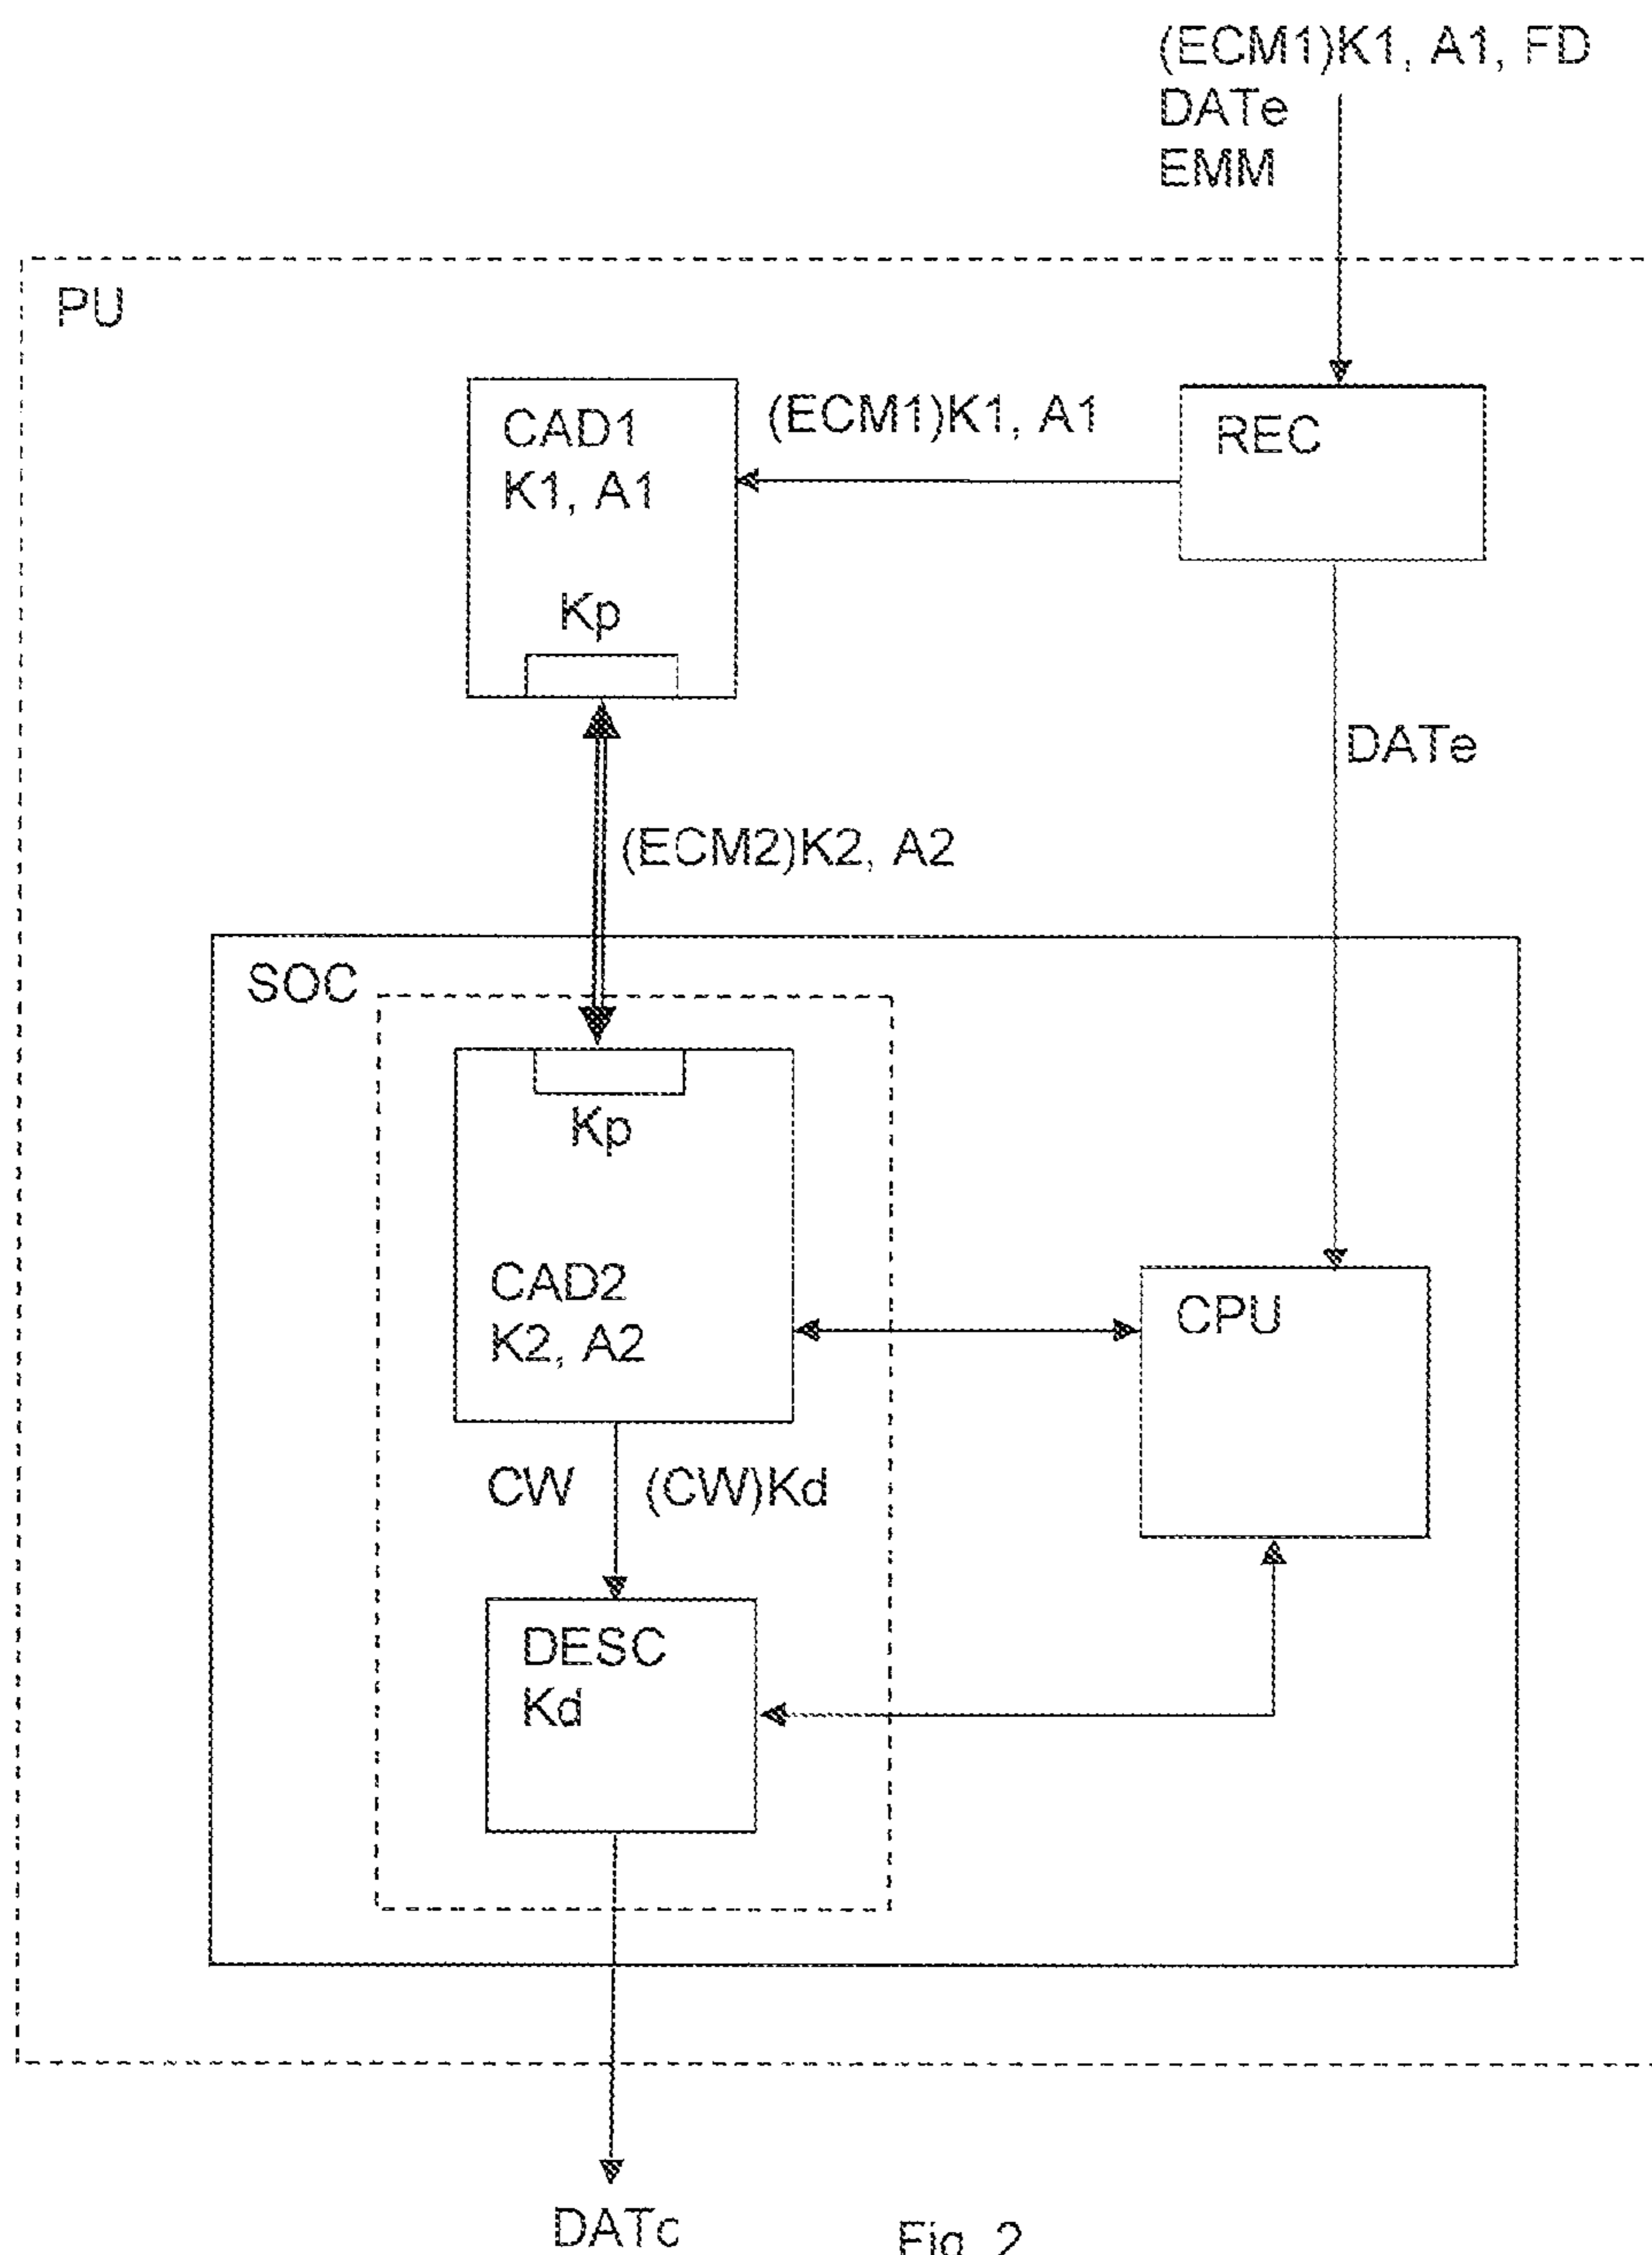 (ECM1)K1, A1, FD
DATe
EMM
PU
CAD1
K1, A1
Kp
(ECM1)K1, A1
REC
DATe
(ECM2)K2, A2
SOC
Kp
CAD2
K2, A2
CPU
CW
(CW)Kd
DESC
Kd
DATc
Fig. 2